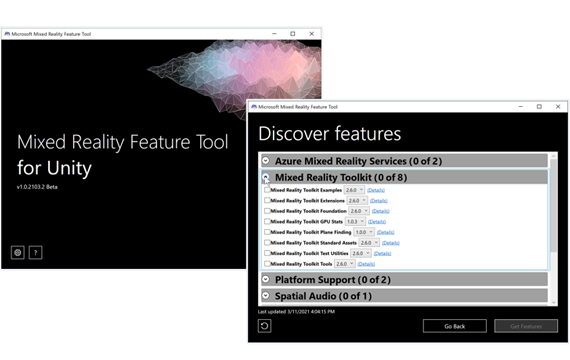 Microsoft Mixed Reality Feature Tool
Mixed Reality Feature Tool
for Unity
v1.0.2103.2 Beta
?
Microsoft Mixed Reality Feature Tool
Discover features
Azure Mixed Reality Services (0 of 2)
Mixed Reality Toolkit (0 of 8)
Mixed Reality Toolkit Examples 2.6.0 (Details)
Mixed Reality Toolkit Extensions 2.6.0 (Details)
Mixed Reality Toolkit Foundation 2.6.0 (Details)
Mixed Reality Toolkit GPU Stats 1.0.3 (Details)
Mixed Reality Toolkit Plane Finding 1.0.0 (Details)
Mixed Reality Toolkit Standard Assets 2.6.0 (Details)
Mixed Reality Toolkit Test Utilities 2.6.0 (Details)
Mixed Reality Toolkit Tools 2.6.0 (Details)
Platform Support (0 of 2)
Spatial Audio (0 of 1)
Last updated 3/11/2021 4:04:15 PM
Go Back
Get Features